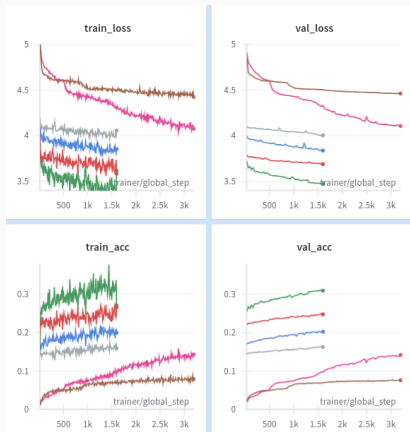 train_loss
val_loss
5
4.5
4
3.5
trainer/global_step
500 1k 1.5k 2k 2.5k 3k
5
4.5
4
3.5
trainer/global_step
500 1k 1.5k 2k 2.5k 3k
train_acc
val_acc
0.3
0.2
0.1
0
trainer/global_step
500 1k 1.5k 2k 2.5k 3k
0.3
0.2
0.1
0
trainer/global_step
500 1k 1.5k 2k 2.5k 3k